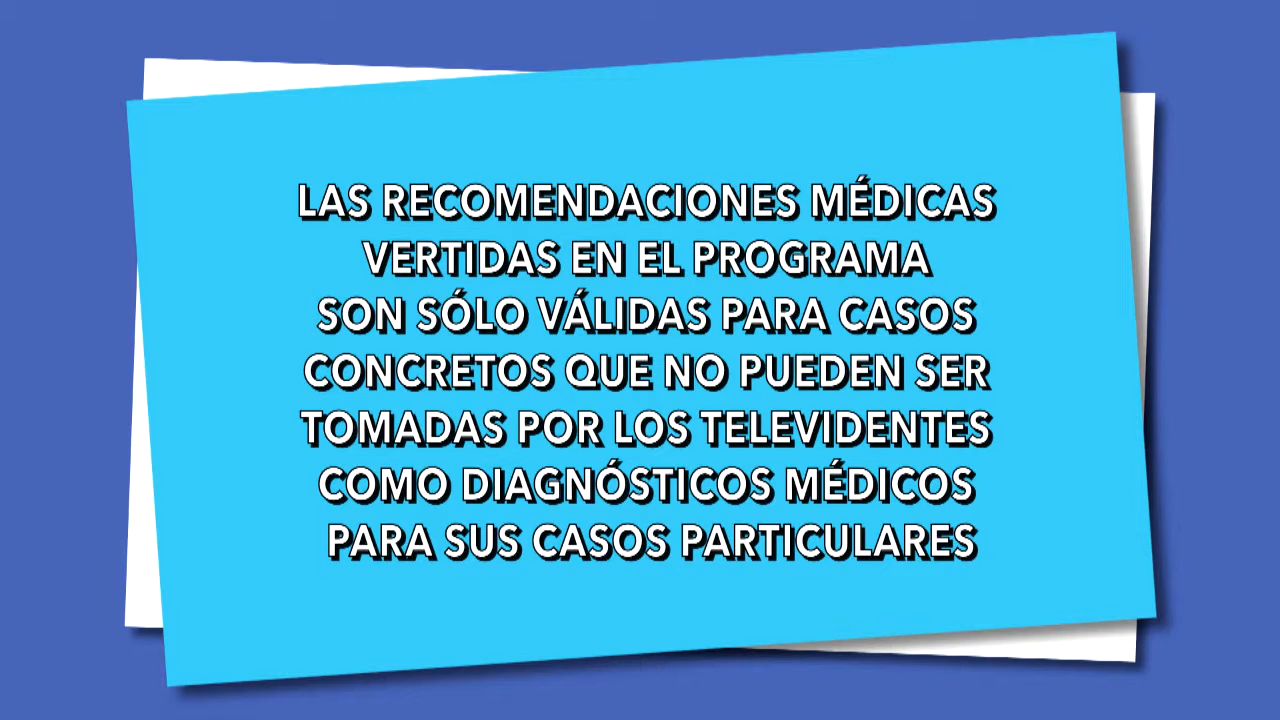 LAS RECOMENDACIONES MÉDICAS
VERTIDAS EN EL PROGRAMA
SON SÓLO VÁLIDAS PARA CASOS
CONCRETOS QUE NO PUEDEN SER
TOMADAS POR LOS TELEVIDENTES
COMO DIAGNÓSTICOS MÉDICOS
PARA SUS CASOS PARTICULARES